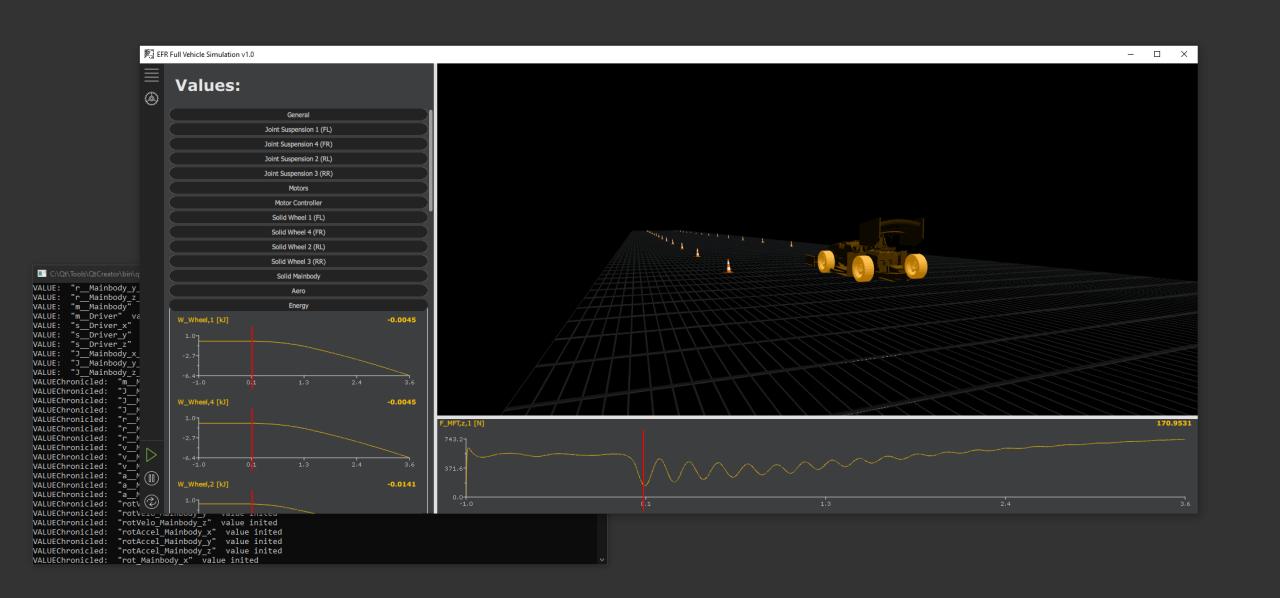 EFR Full Vehicle Simulation v1.0
Values:
General
Joint Suspension 1 (FL)
Joint Suspension 4 (FR)
Joint Suspension 2 (RL)
Joint Suspension 3 (RR)
Motors
Motor Controller
Solid Wheel 1 (FL)
Solid Wheel 4 (FR)
Solid Wheel 2 (RL)
Solid Wheel 3 (RR)
Solid Mainbody
Aero
Energy
W_Wheel,1 [kJ] -0.0045
1.0
-2.7
-6.4
-1.0 0.1 1.3 2.4 3.6
W_Wheel,4 [kJ] -0.0045
1.0
-2.7
-6.4
-1.0 0.1 1.3 2.4 3.6
W_Wheel,2 [kJ] -0.0141
1.0
F_MFT,z,1 [N] 170.9531
743.2
371.6
0.0
-1.0 0.1 1.3 2.4 3.6
C:\Qt\Tools\QtCreator\bin\q
VALUE: "r__Mainbody_y_
VALUE: "r__Mainbody_z_
VALUE: "m__Mainbody"
VALUE: "m__Driver" va
VALUE: "s__Driver_x"
VALUE: "s__Driver_y"
VALUE: "s__Driver_z"
VALUE: "J__Mainbody_x_
VALUE: "J__Mainbody_y_
VALUE: "J__Mainbody_z_
VALUEChronicled: "m__M
VALUEChronicled: "J__M
VALUEChronicled: "J__M
VALUEChronicled: "J__M
VALUEChronicled: "r__M
VALUEChronicled: "r__M
VALUEChronicled: "r__M
VALUEChronicled: "v__M
VALUEChronicled: "v__M
VALUEChronicled: "v__M
VALUEChronicled: "a__M
VALUEChronicled: "a__M
VALUEChronicled: "a__M
VALUEChronicled: "rotV
VALUEChronicled: "rotVelo_Mainbody_y" value inited
VALUEChronicled: "rotVelo_Mainbody_z" value inited
VALUEChronicled: "rotAccel_Mainbody_x" value inited
VALUEChronicled: "rotAccel_Mainbody_y" value inited
VALUEChronicled: "rotAccel_Mainbody_z" value inited
VALUEChronicled: "rot_Mainbody_x" value inited